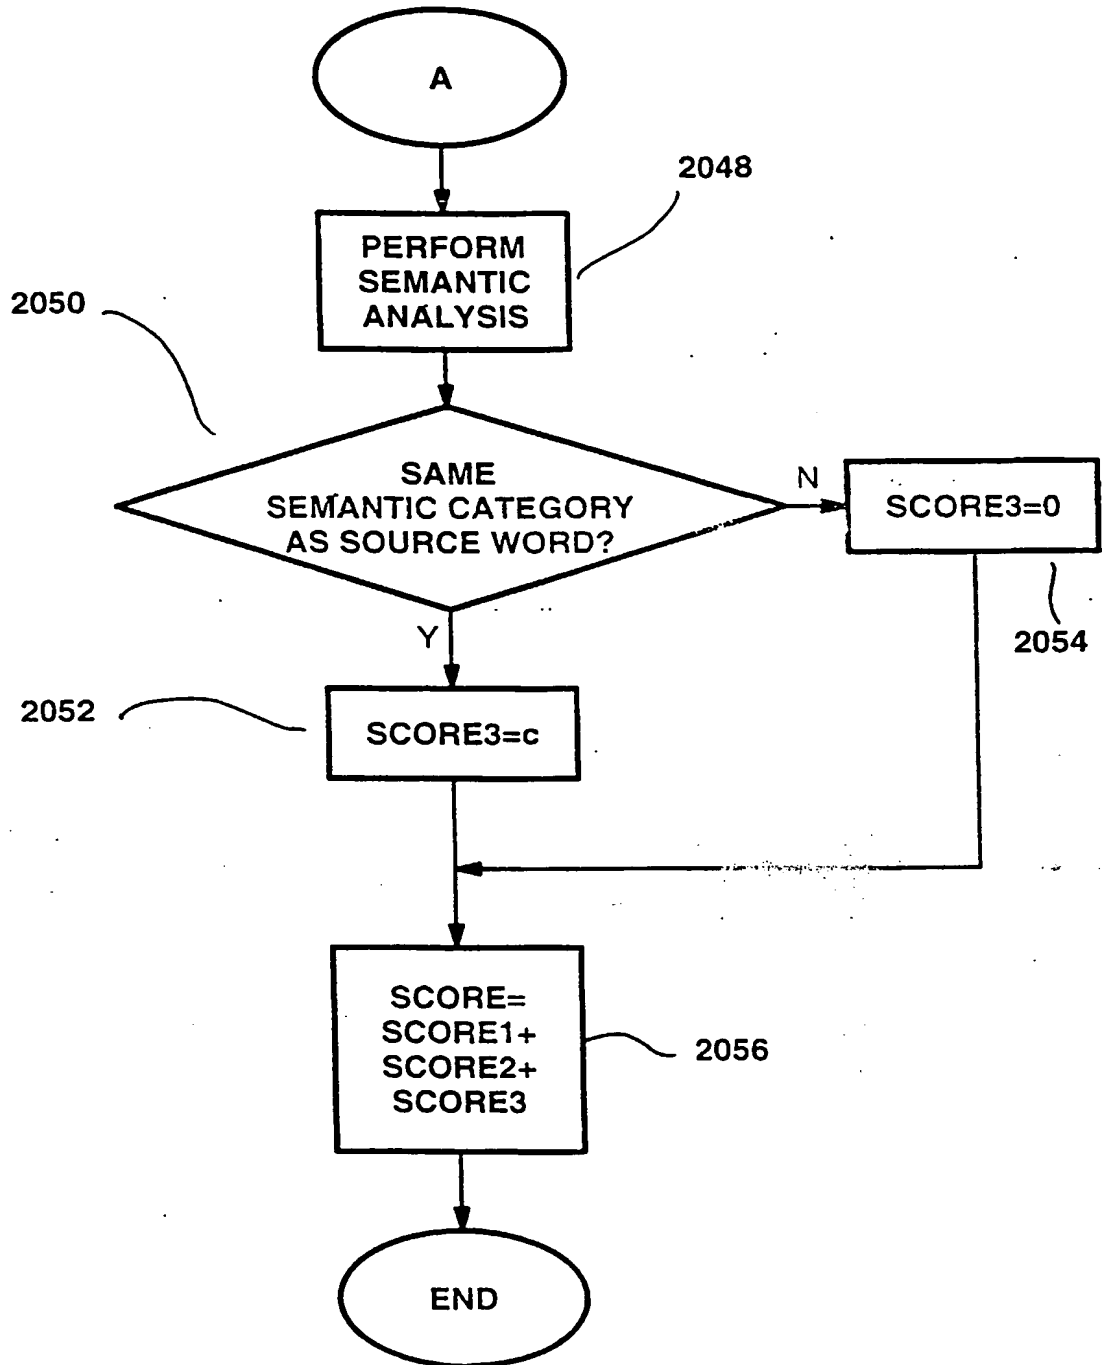 A
2048
PERFORM
SEMANTIC
ANALYSIS
2050
SAME
SEMANTIC CATEGORY
AS SOURCE WORD?
N
SCORE3=0
2054
Y
2052
SCORE3=c
SCORE=
SCORE1+
SCORE2+
SCORE3
2056
END